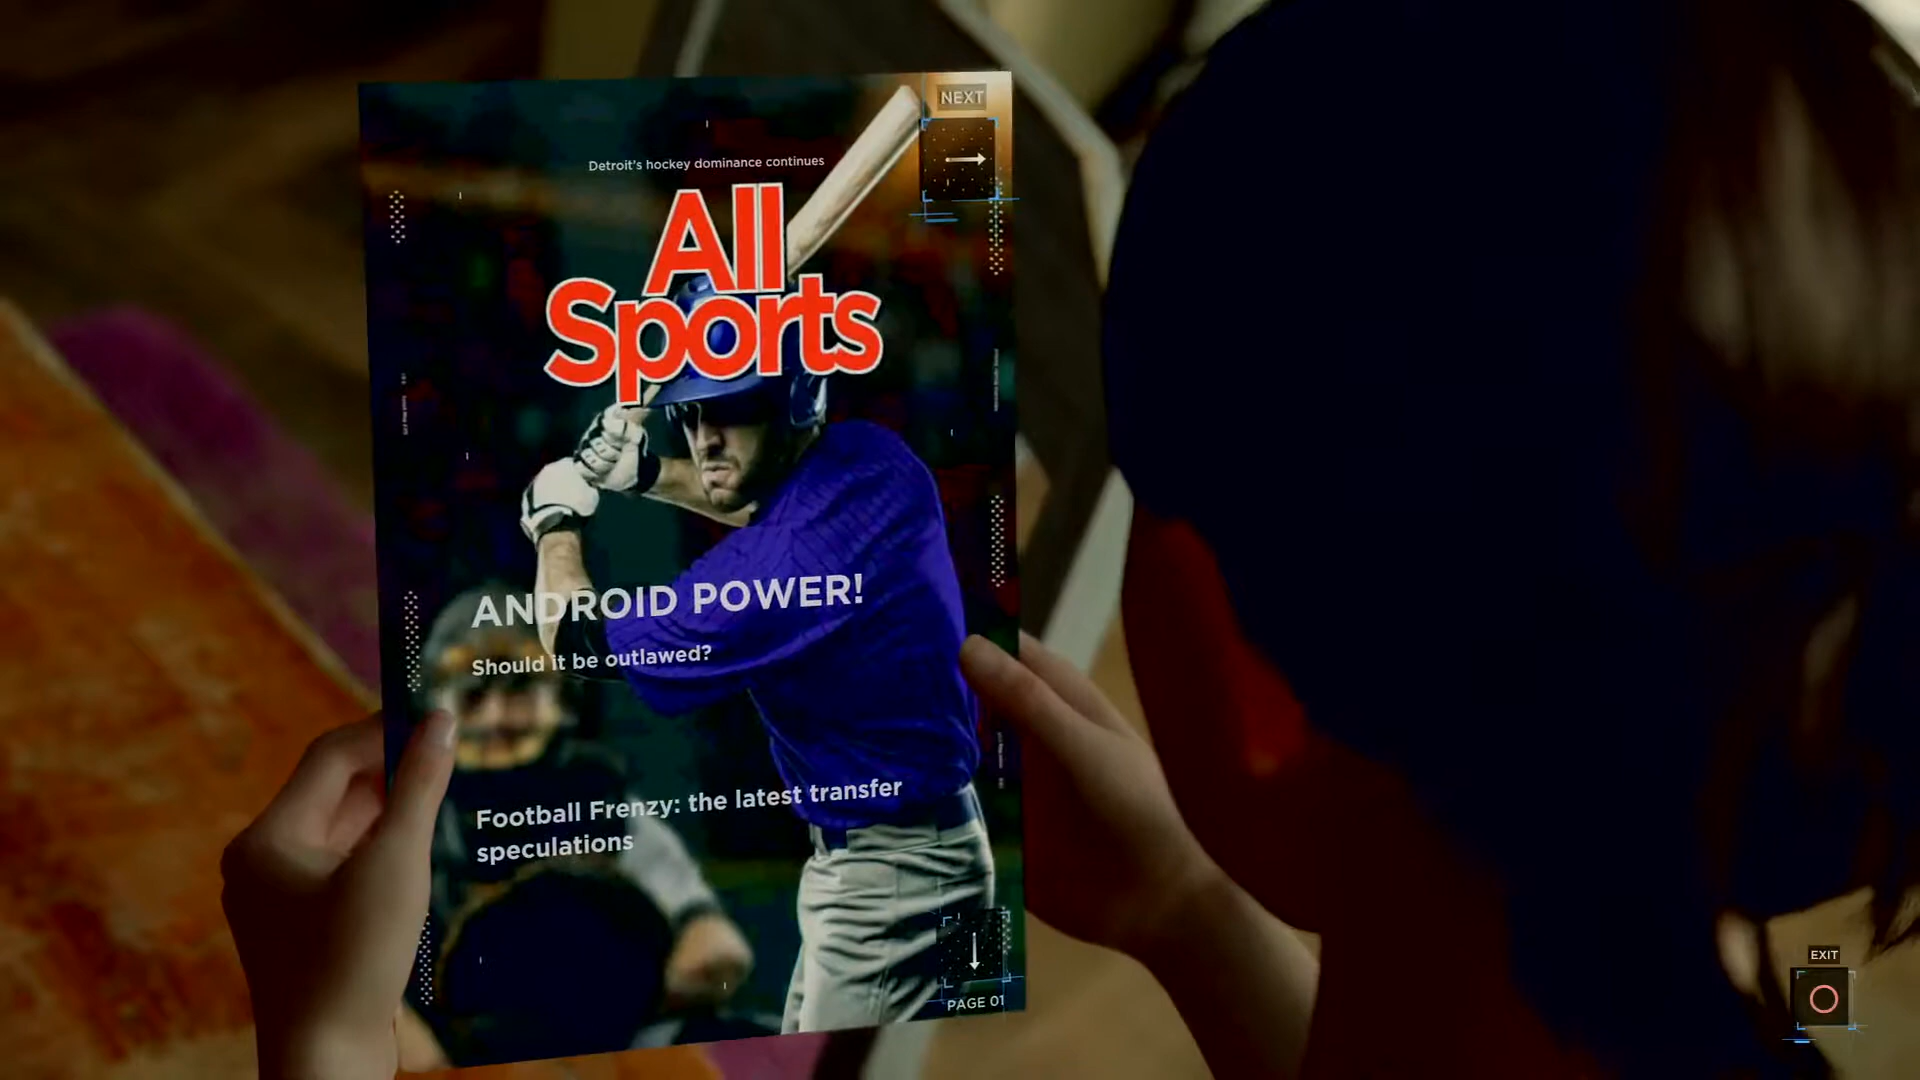 NEXT
Detroit's hockey dominance continues
All
Sports
ANDROID POWER!
Should it be outlawed?
Football Frenzy: the latest transfer
speculations
PAGE 01
EXIT